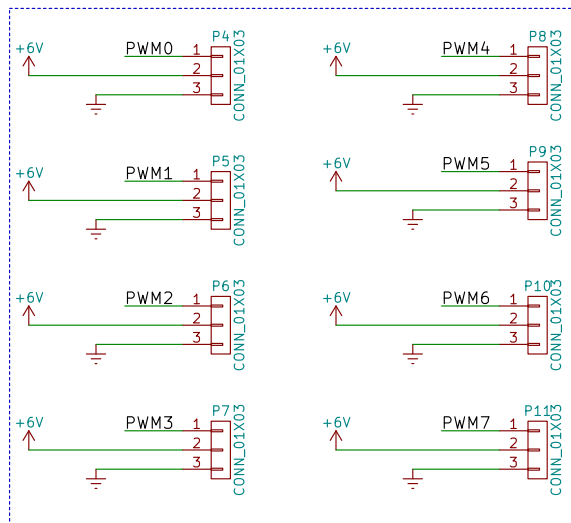 P4
+6V
PWM0
1
2
3
CONN_01X03
P8
+6V
PWM4
1
2
3
CONN_01X03
P5
+6V
PWM1
1
2
3
CONN_01X03
P9
+6V
PWM5
1
2
3
CONN_01X03
P6
+6V
PWM2
1
2
3
CONN_01X03
P10
+6V
PWM6
1
2
3
CONN_01X03
P7
+6V
PWM3
1
2
3
CONN_01X03
P11
+6V
PWM7
1
2
3
CONN_01X03